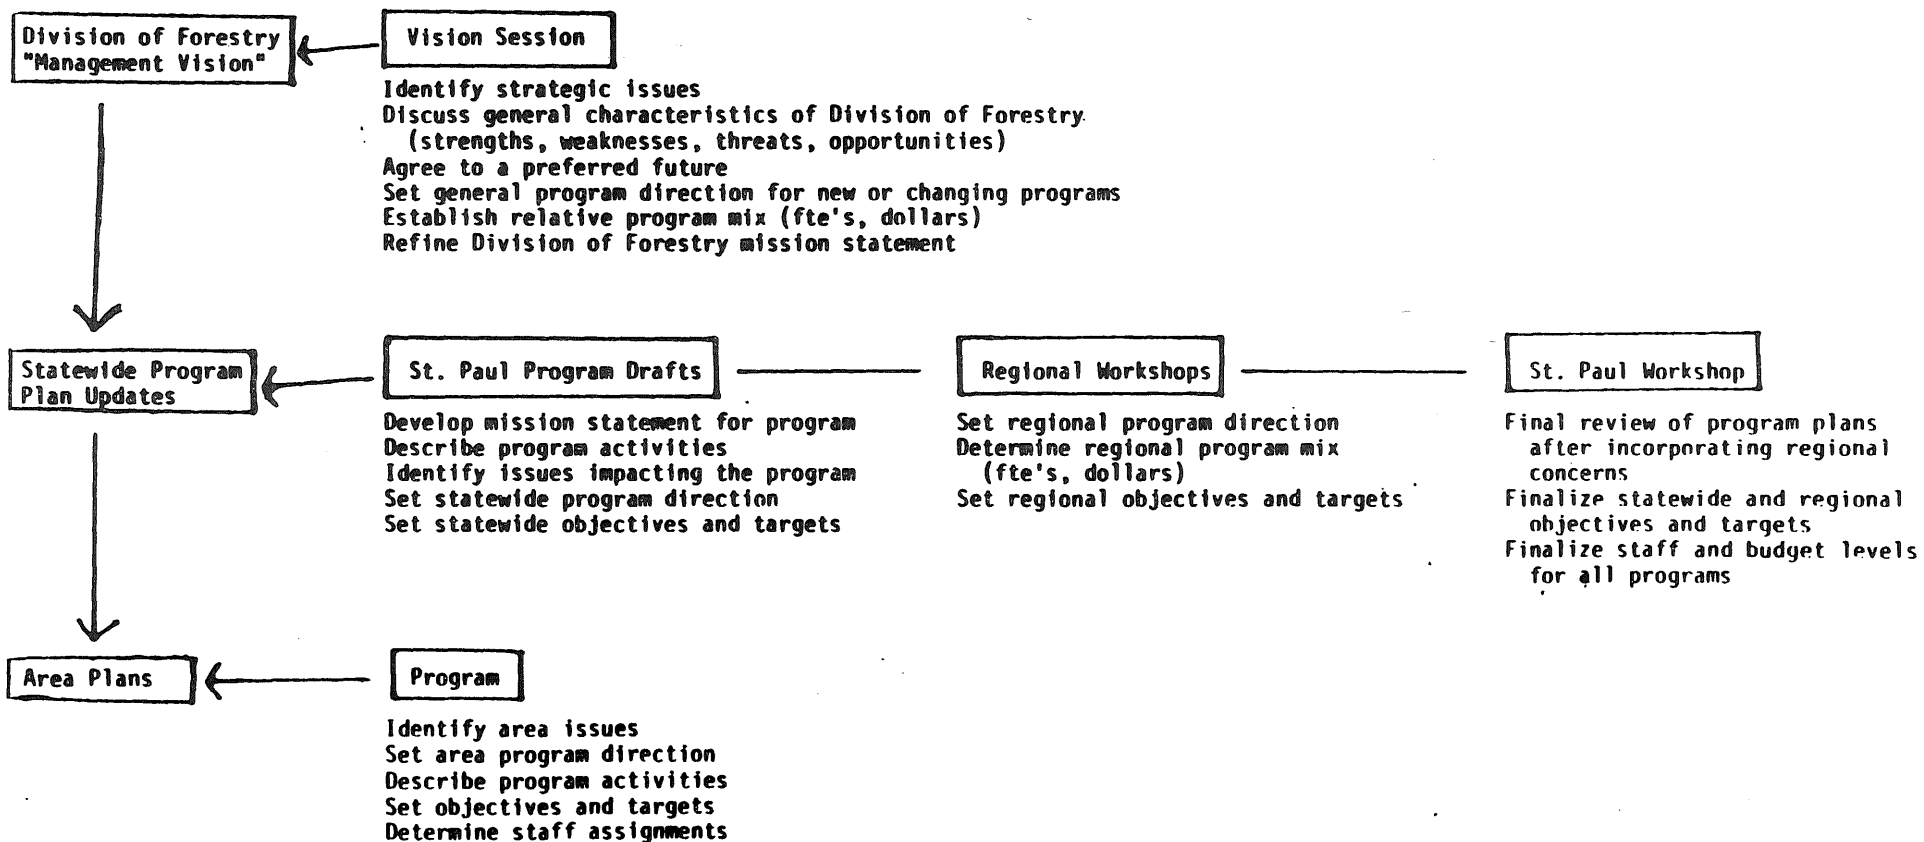 Division of Forestry
"Management Vision"
Vision Session
Identify strategic issues
Discuss general characteristics of Division of Forestry
(strengths, weaknesses, threats, opportunities)
Agree to a preferred future
Set general program direction for new or changing programs
Establish relative program mix (fte's, dollars)
Refine Division of Forestry mission statement
Statewide Program
Plan Updates
St. Paul Program Drafts
Develop mission statement for program
Describe program activities
Identify issues impacting the program
Set statewide program direction
Set statewide objectives and targets
Regional Workshops
Set regional program direction
Determine regional program mix
(fte's, dollars)
Set regional objectives and targets
St. Paul Workshop
Final review of program plans
after incorporating regional
concerns
Finalize statewide and regional
objectives and targets
Finalize staff and budget levels
for all programs
Area Plans
Program
Identify area issues
Set area program direction
Describe program activities
Set objectives and targets
Determine staff assignments